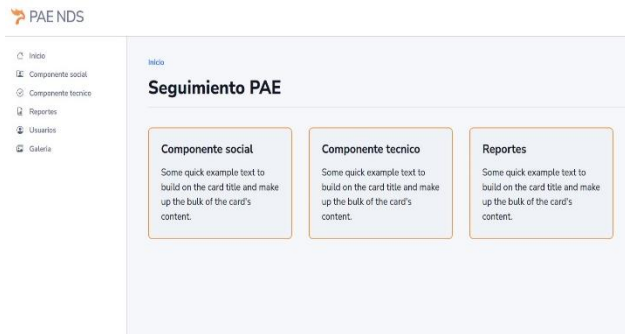 PAE NDS
Inicio
Componente social
Componente tecnico
Reportes
Usuarios
Galeria
Inicio
Seguimiento PAE
Componente social
Some quick example text to
build on the card title and make
up the bulk of the card's
content.
Componente tecnico
Some quick example text to
build on the card title and make
up the bulk of the card's
content.
Reportes
Some quick example text to
build on the card title and make
up the bulk of the card's
content.